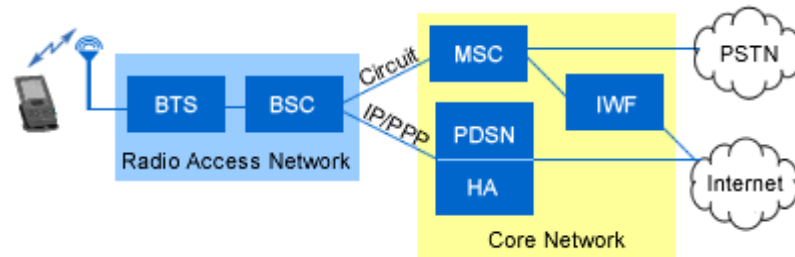 BTS
BSC
Radio Access Network
Circuit
IP/PPP
MSC
IWF
PDSN
HA
Core Network
PSTN
Internet